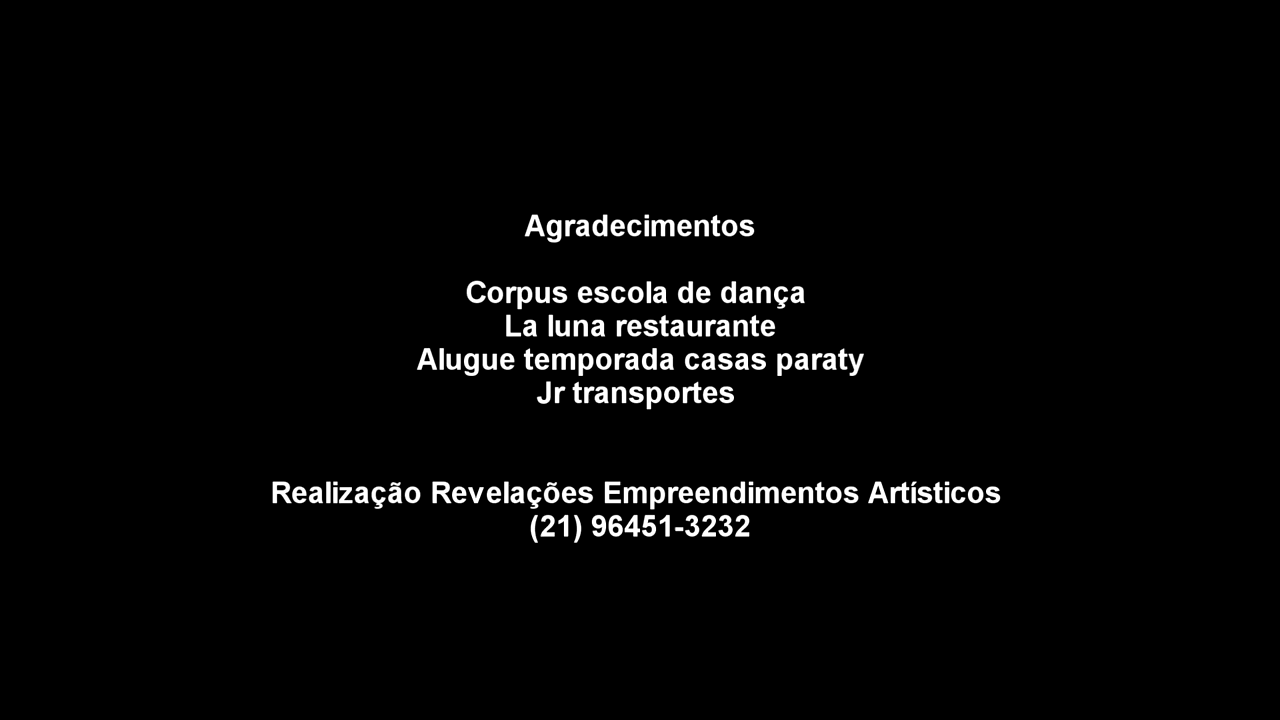 Agradecimentos
Corpus escola de dança
La luna restaurante
Alugue temporada casas paraty
Jr transportes
Realização Revelações Empreendimentos Artísticos
(21) 96451-3232